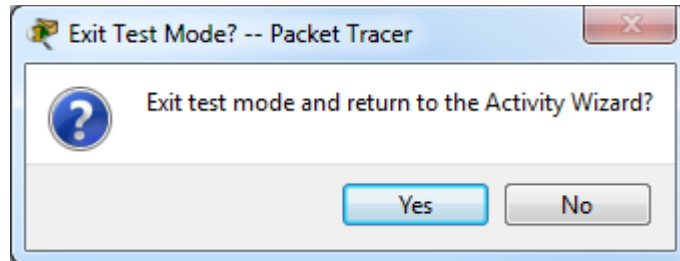 Exit Test Mode? -- Packet Tracer
Exit test mode and return to the Activity Wizard?
Yes
No